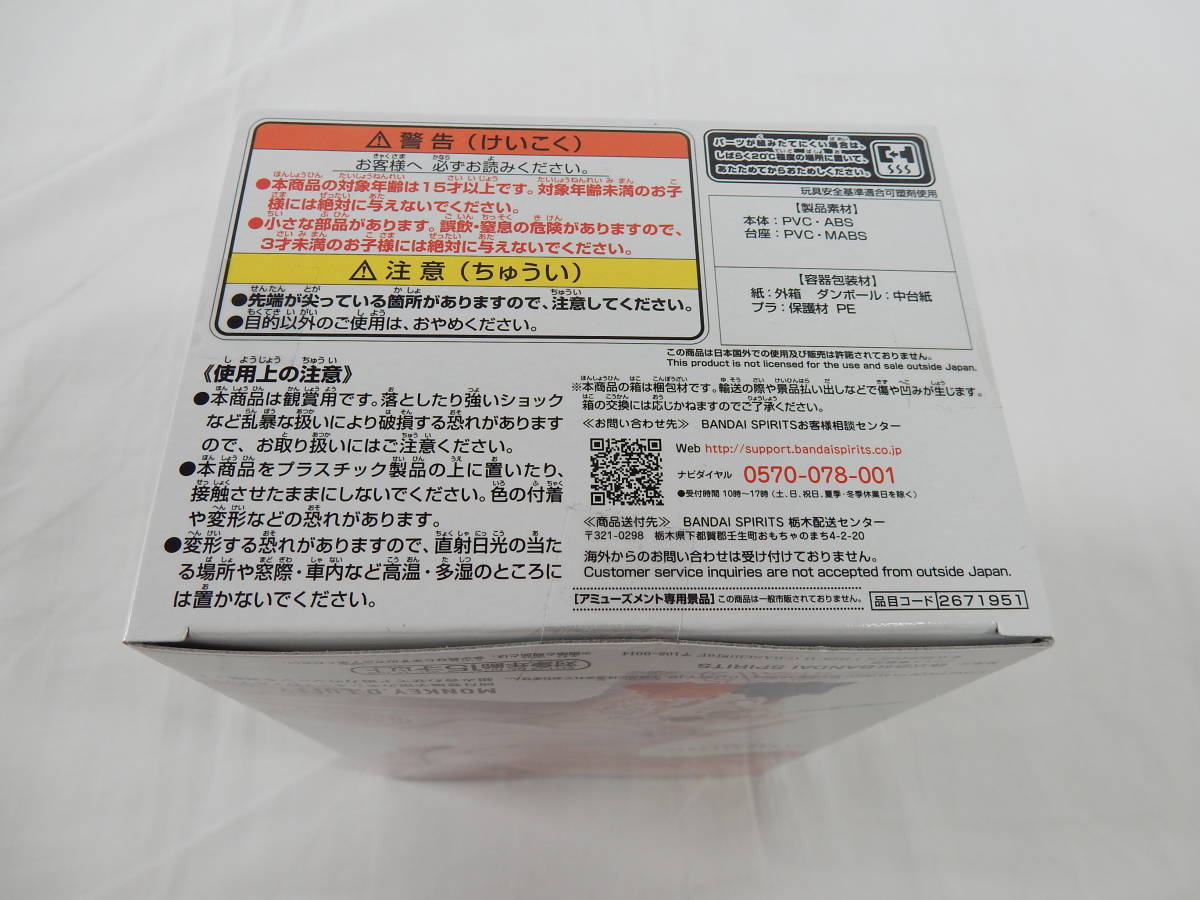 ⚠ 警告（けいこく）
お客様へ 必ずお読みください。
●本商品の対象年齢は15才以上です。対象年齢未満のお子
様には絶対に与えないでください。
●小さな部品があります。誤飲・窒息の危険がありますので、
3才未満のお子様には絶対に与えないでください。
⚠ 注意（ちゅうい）
●先端が尖っている箇所がありますので、注意してください。
●目的以外のご使用は、おやめください。
《使用上の注意》
●本商品は観賞用です。落としたり強いショック
など乱暴な扱いにより破損する恐れがあります
ので、お取り扱いにはご注意ください。
●本商品をプラスチック製品の上に置いたり、
接触させたままにしないでください。色の付着
や変形などの恐れがあります。
●変形する恐れがありますので、直射日光の当た
る場所や窓際・車内など高温・多湿のところに
は置かないでください。
パーツが組みたてにくい場合は、
しばらく20℃程度の場所に置いて、
あたためてからおためしください。
玩具安全基準適合可塑剤使用
【製品素材】
本体：PVC・ABS
台座：PVC・MABS
【容器包装材】
紙：外箱 ダンボール：中台紙
プラ：保護材 PE
この商品は日本国外での使用及び販売は許諾されておりません。
This product is not licensed for the use and sale outside Japan.
※本商品の箱は梱包材です。輸送の際や景品払い出しなどで傷や凹みが生じます。
箱の交換には応じかねますのでご了承ください。
≪お問い合わせ先≫ BANDAI SPIRITSお客様相談センター
Web http://support.bandaispirits.co.jp
ナビダイヤル 0570-078-001
●受付時間 10時～17時（土、日、祝日、夏季・冬季休業日を除く）
≪商品送付先≫ BANDAI SPIRITS 栃木配送センター
〒321-0298 栃木県下都賀郡壬生町おもちゃのまち4-2-20
海外からのお問い合わせは受け付けておりません。
Customer service inquiries are not accepted from outside Japan.
【アミューズメント専用景品】この商品は一般市販されておりません。
品目コード 2671951
対象年齢15才以上
MONKEY.D.LUFFY
BANDAI SPIRITS